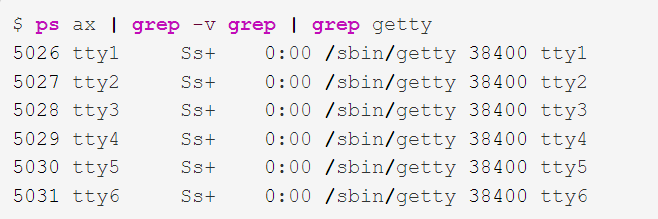 $ ps ax | grep -v grep | grep getty
5026 tty1     Ss+    0:00 /sbin/getty 38400 tty1
5027 tty2     Ss+    0:00 /sbin/getty 38400 tty2
5028 tty3     Ss+    0:00 /sbin/getty 38400 tty3
5029 tty4     Ss+    0:00 /sbin/getty 38400 tty4
5030 tty5     Ss+    0:00 /sbin/getty 38400 tty5
5031 tty6     Ss+    0:00 /sbin/getty 38400 tty6